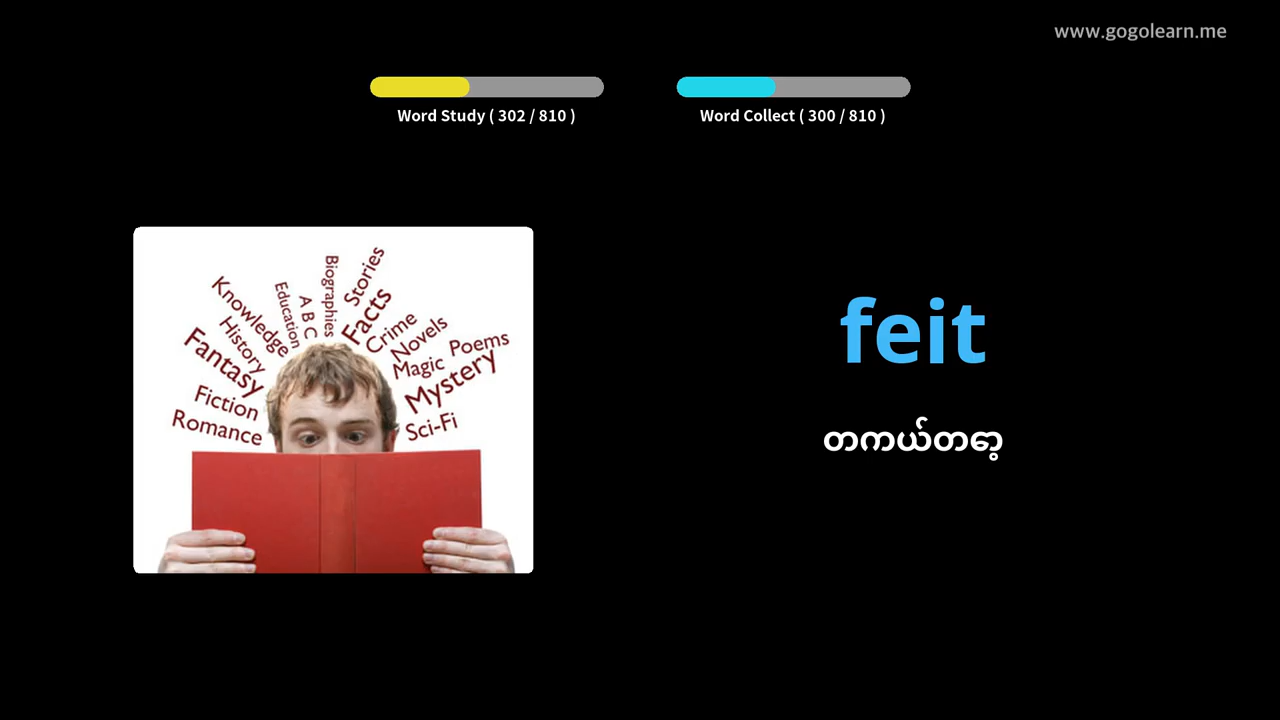 www.gogolearn.me
Word Study ( 302 / 810 )
Word Collect ( 300 / 810 )
Knowledge
History
Fantasy
Fiction
Romance
Education
A B C
Biographies
Stories
Facts
Crime
Novels
Magic
Poems
Mystery
Sci-Fi
feit
တကယ်တော့